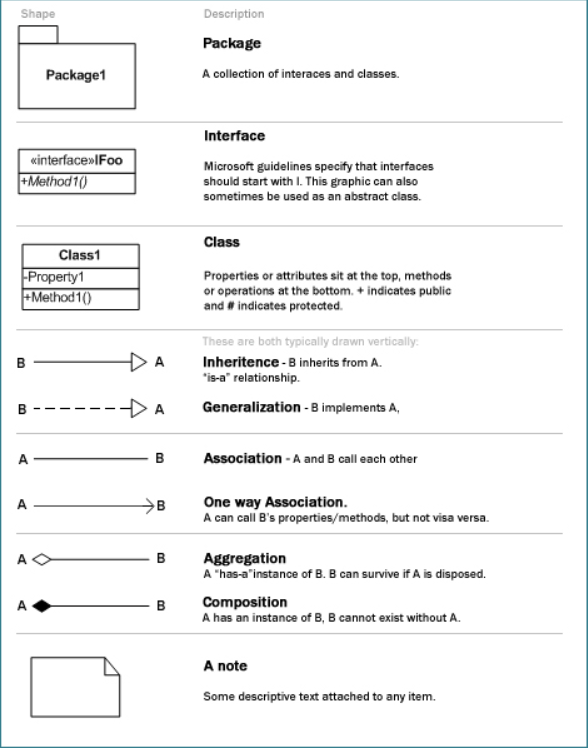 Shape Description
Package1
Package
A collection of interaces and classes.
«interface»IFoo
+Method1()
Interface
Microsoft guidelines specify that interfaces
should start with I. This graphic can also
sometimes be used as an abstract class.
Class1
-Property1
+Method1()
Class
Properties or attributes sit at the top, methods
or operations at the bottom. + indicates public
and # indicates protected.
These are both typically drawn vertically:
B A
Inheritence - B inherits from A.
"is-a" relationship.
B A
Generalization - B implements A,
A B
Association - A and B call each other
A B
One way Association.
A can call B's properties/methods, but not visa versa.
A B
Aggregation
A "has-a"instance of B. B can survive if A is disposed.
A B
Composition
A has an instance of B, B cannot exist without A.
A note
Some descriptive text attached to any item.